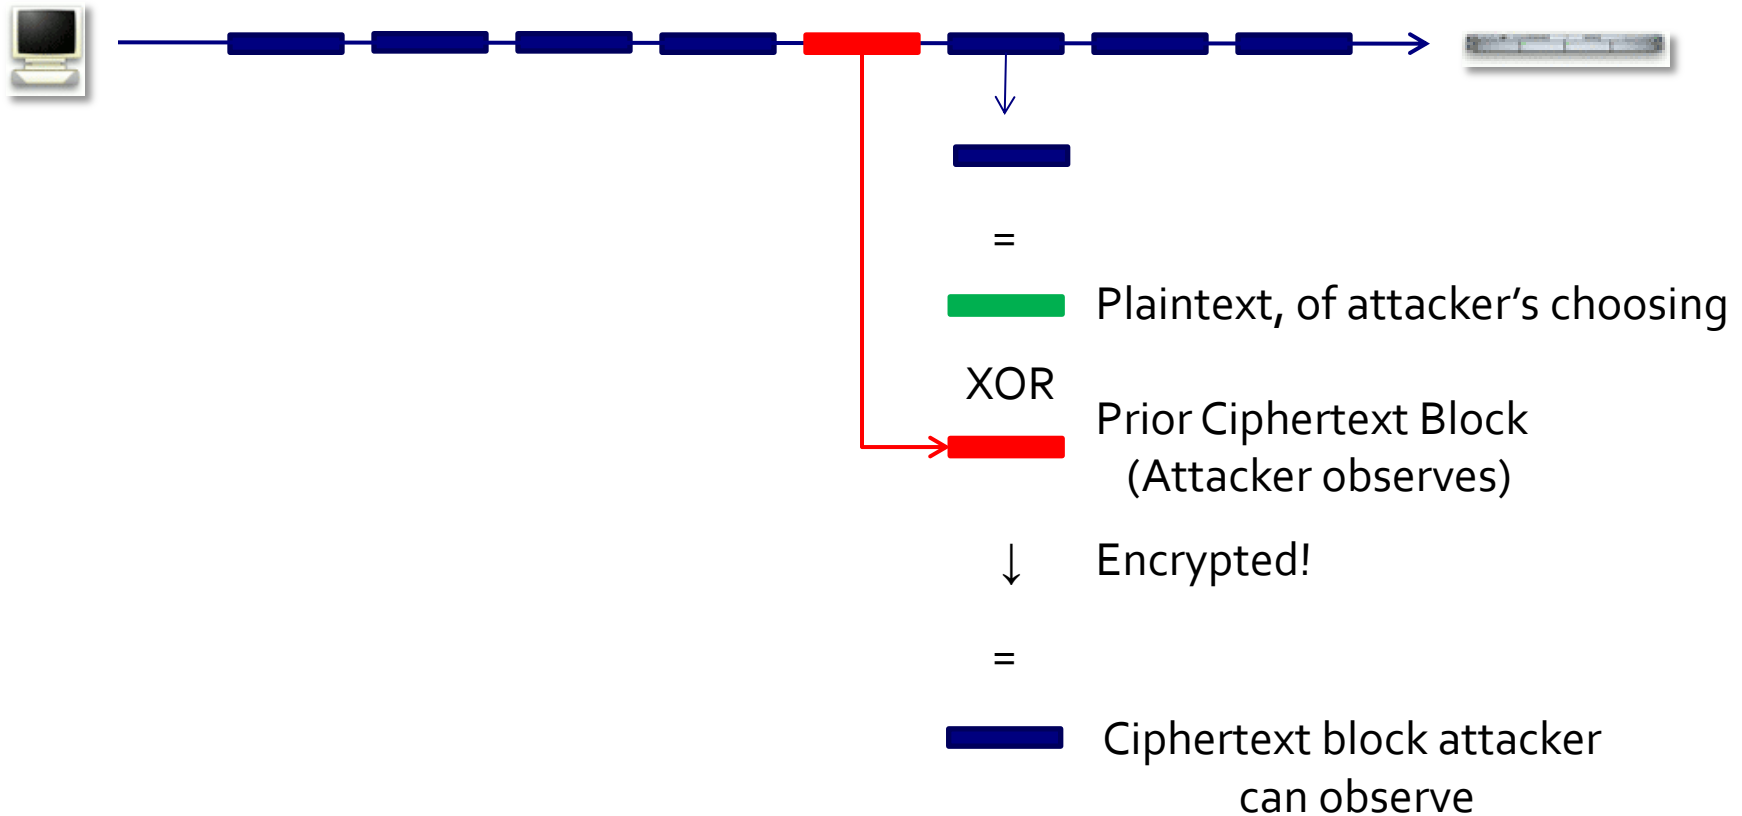 =
Plaintext, of attacker’s choosing
XOR
Prior Ciphertext Block
(Attacker observes)
↓ Encrypted!
=
Ciphertext block attacker
can observe